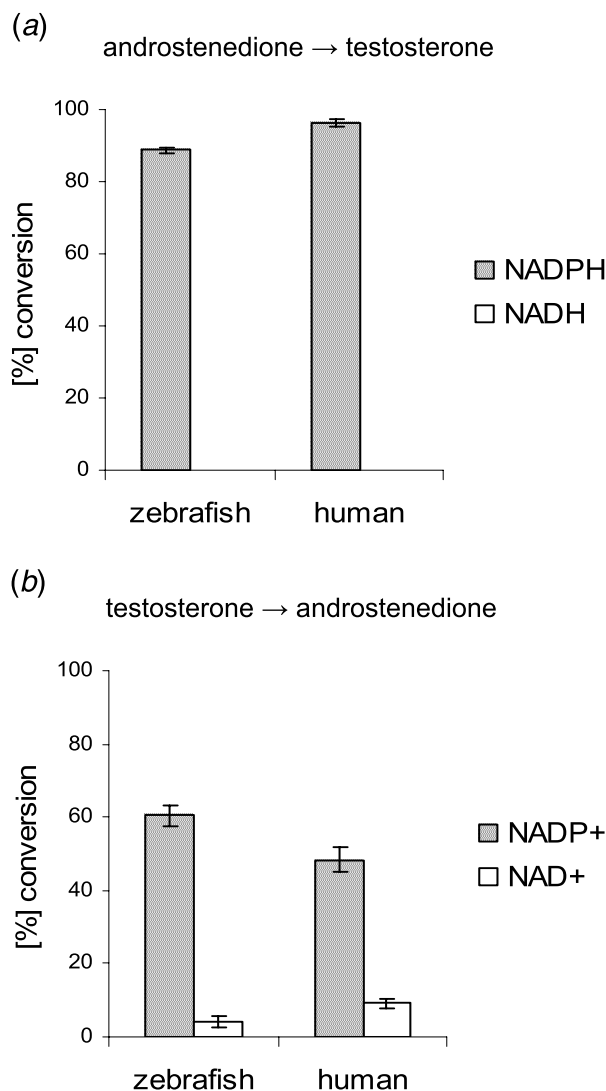 (a)
androstenedione → testosterone
100
80
60
40
20
0
[%] conversion
zebrafish
human
NADPH
NADH
(b)
testosterone → androstenedione
100
80
60
40
20
0
[%] conversion
zebrafish
human
NADP+
NAD+